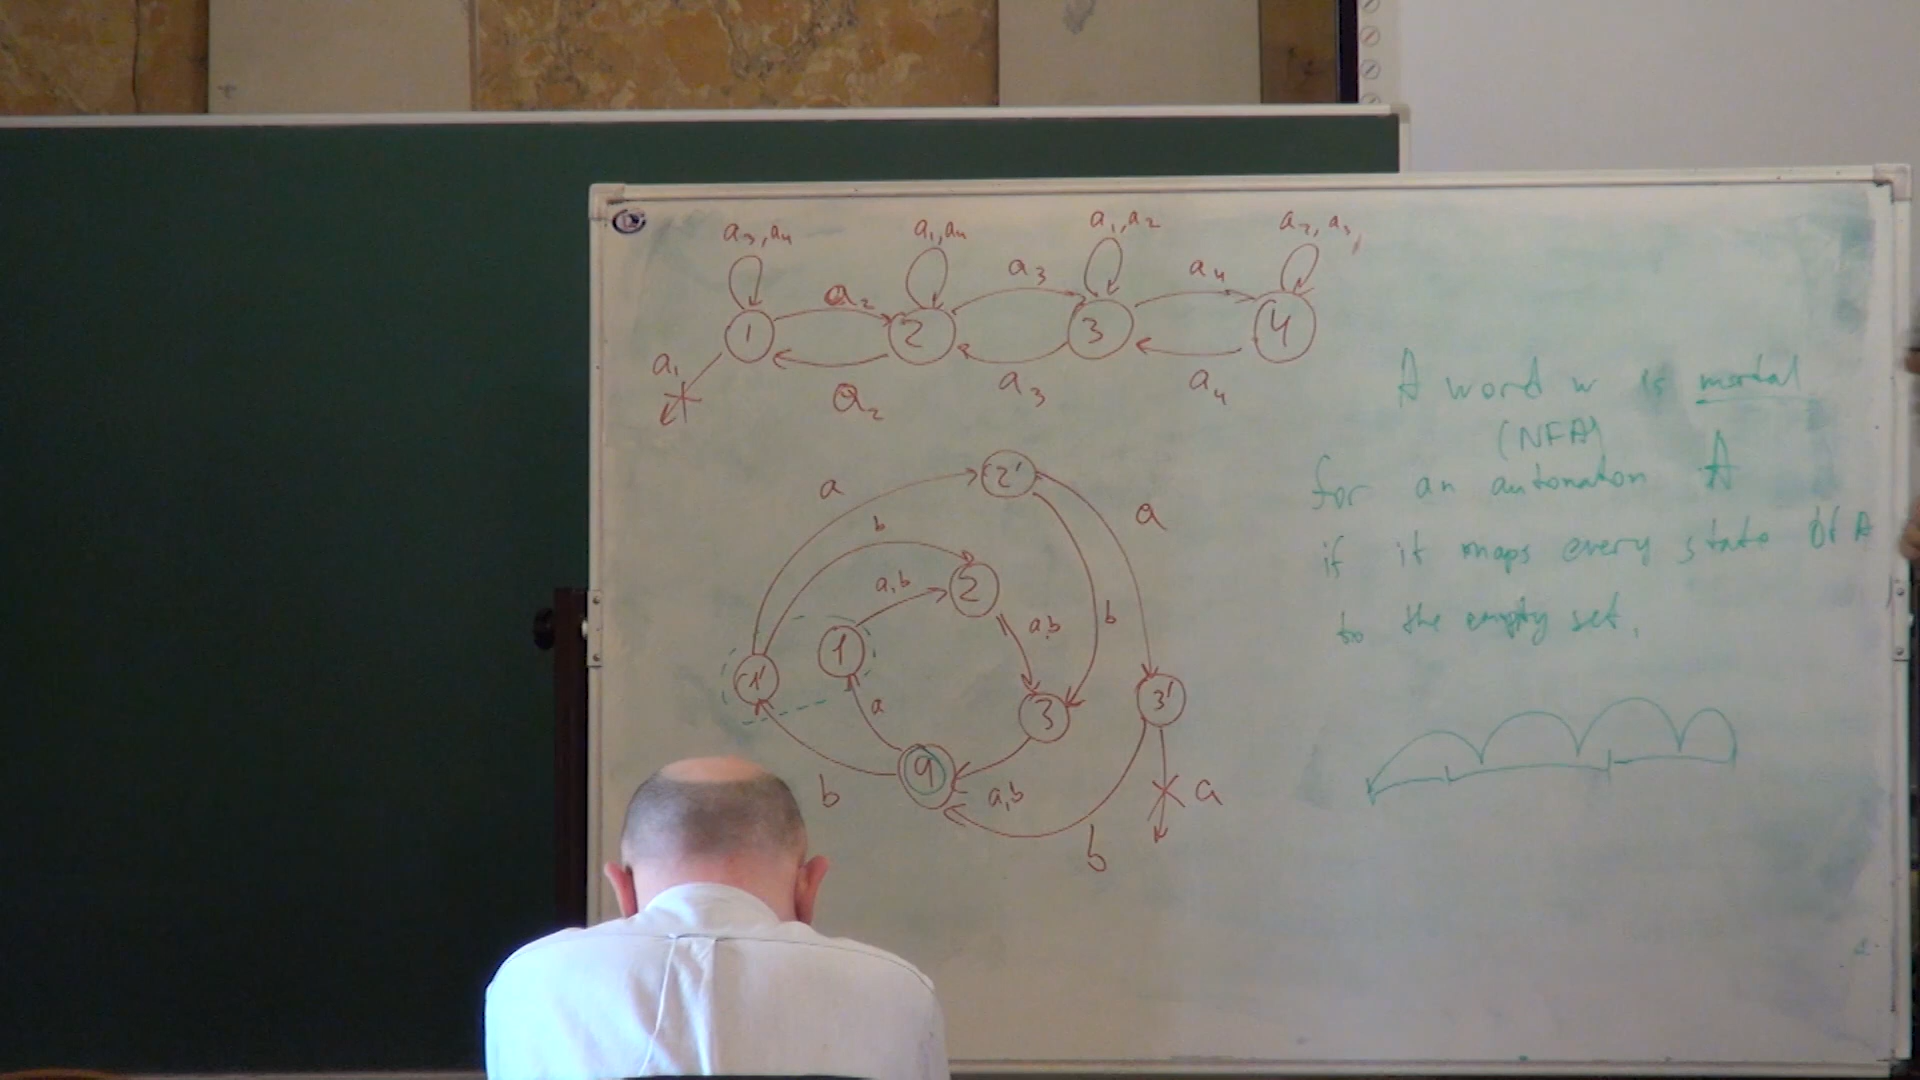 a₃, a₄
a₁, a₄
a₁, a₂
a₂, a₃,
a₂
a₃
a₄
1
2
3
4
a₁
a₂
a₃
a₄
A word w is mortal
(NFA)
for an automaton A
if it maps every state of A
to the empty set.
2'
a
a
b
a,b
2
b
a,b
1
1'
3
3'
a
q
a,b
b
a
b